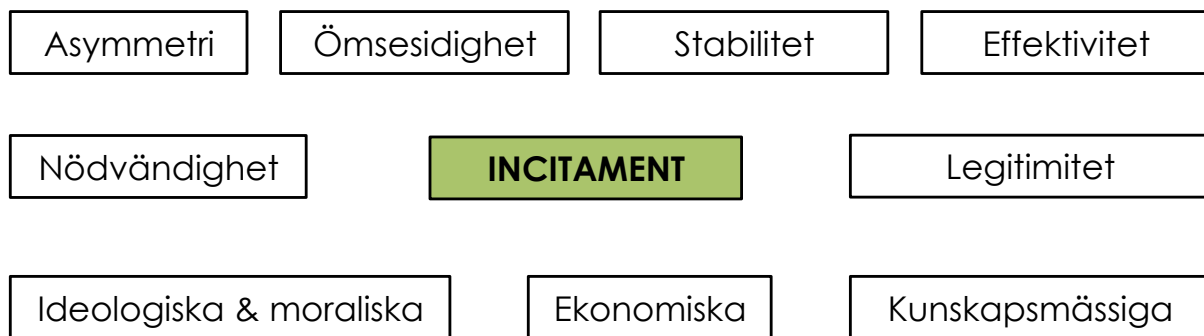 Asymmetri Ömsesidighet Stabilitet Effektivitet
Nödvändighet INCITAMENT Legitimitet
Ideologiska & moraliska Ekonomiska Kunskapsmässiga